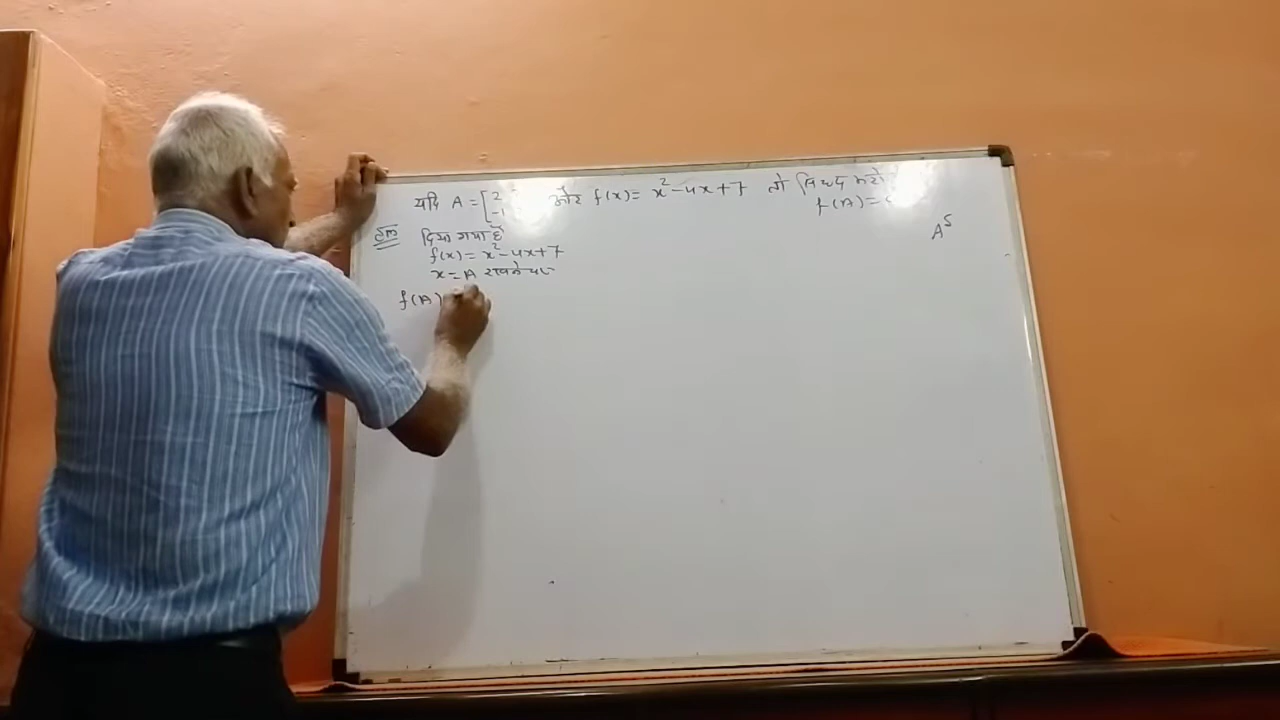 यदि A = [2 -1 और f(x) = x² - 4x + 7 तो सिद्ध करो
f(A) =
हल दिया गया है
f(x) = x² - 4x + 7
x = A रखने पर
f(A)
A⁵